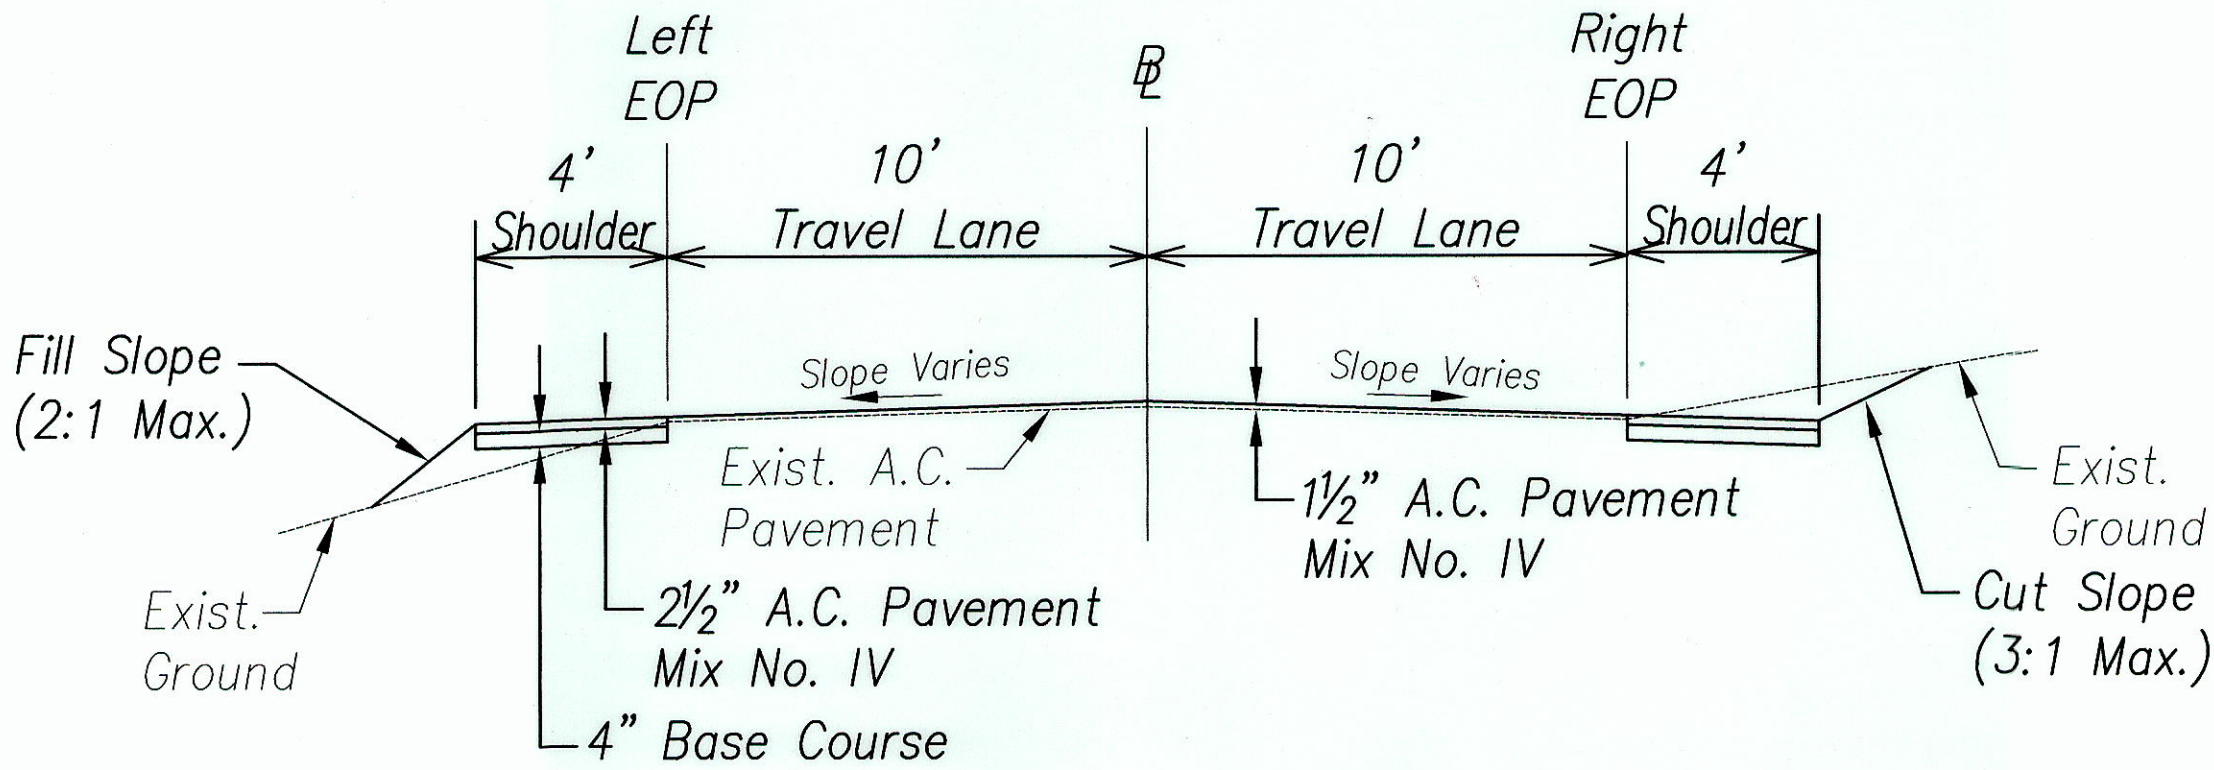 Left
EOP
℄
Right
EOP
4'
10'
10'
4'
Shoulder
Travel Lane
Travel Lane
Shoulder
Fill Slope
(2:1 Max.)
Slope Varies
Slope Varies
Exist. A.C.
Pavement
1½" A.C. Pavement
Mix No. IV
Exist.
Ground
Exist.
Ground
2½" A.C. Pavement
Mix No. IV
Cut Slope
(3:1 Max.)
4" Base Course